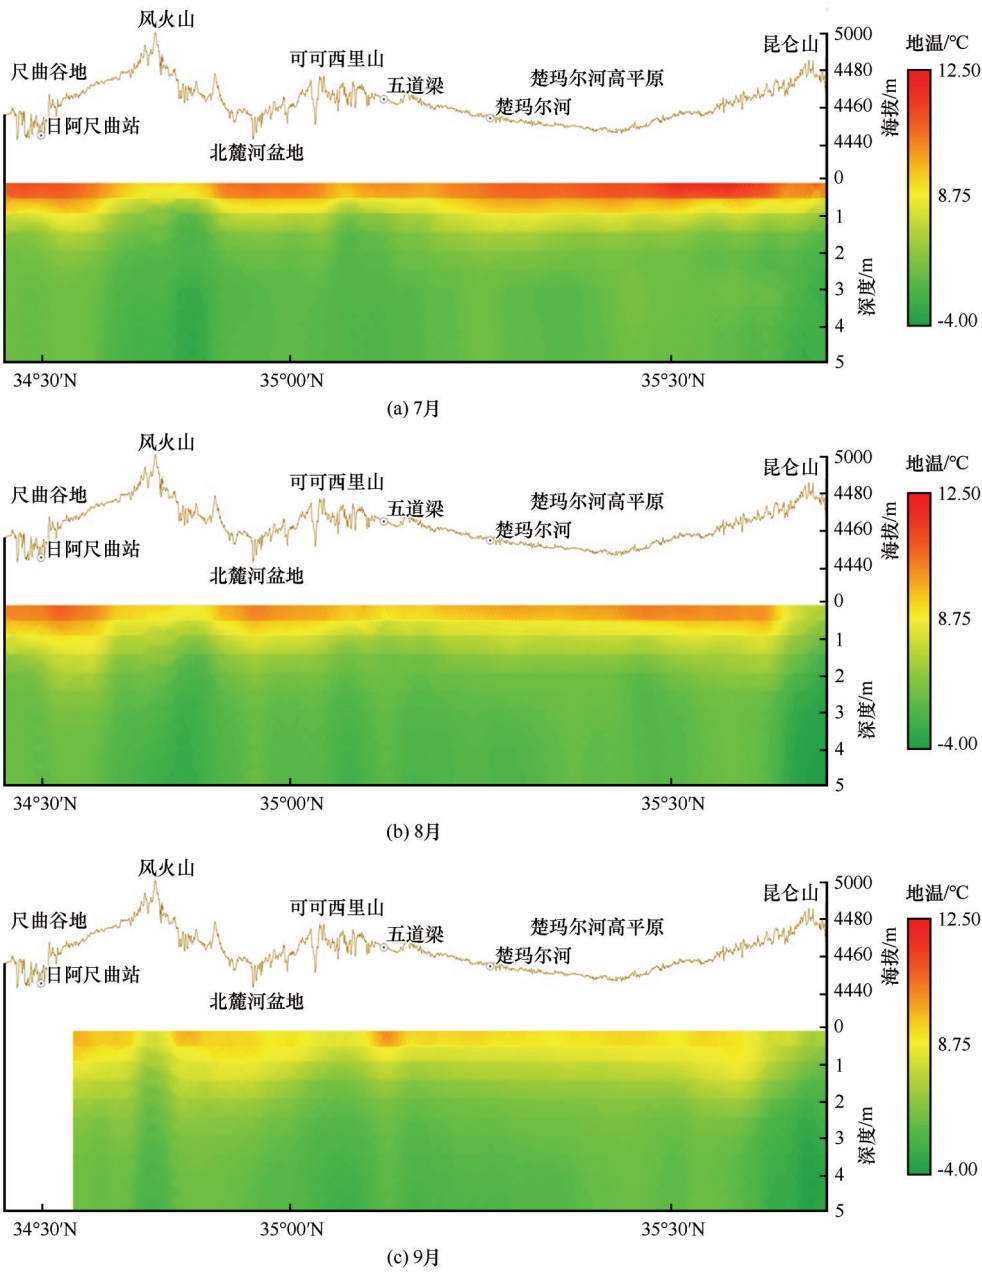 风火山
尺曲谷地
可可西里山
五道梁
楚玛尔河高平原
楚玛尔河
昆仑山
日阿尺曲站
北麓河盆地
5000
4480
4460
4440
海拔/m
地温/℃
12.50
8.75
-4.00
0
1
2
3
4
5
深度/m
34°30′N
35°00′N
35°30′N
(a) 7月
风火山
尺曲谷地
可可西里山
五道梁
楚玛尔河高平原
楚玛尔河
昆仑山
日阿尺曲站
北麓河盆地
5000
4480
4460
4440
海拔/m
地温/℃
12.50
8.75
-4.00
0
1
2
3
4
5
深度/m
34°30′N
35°00′N
35°30′N
(b) 8月
风火山
尺曲谷地
可可西里山
五道梁
楚玛尔河高平原
楚玛尔河
昆仑山
日阿尺曲站
北麓河盆地
5000
4480
4460
4440
海拔/m
地温/℃
12.50
8.75
-4.00
0
1
2
3
4
5
深度/m
34°30′N
35°00′N
35°30′N
(c) 9月